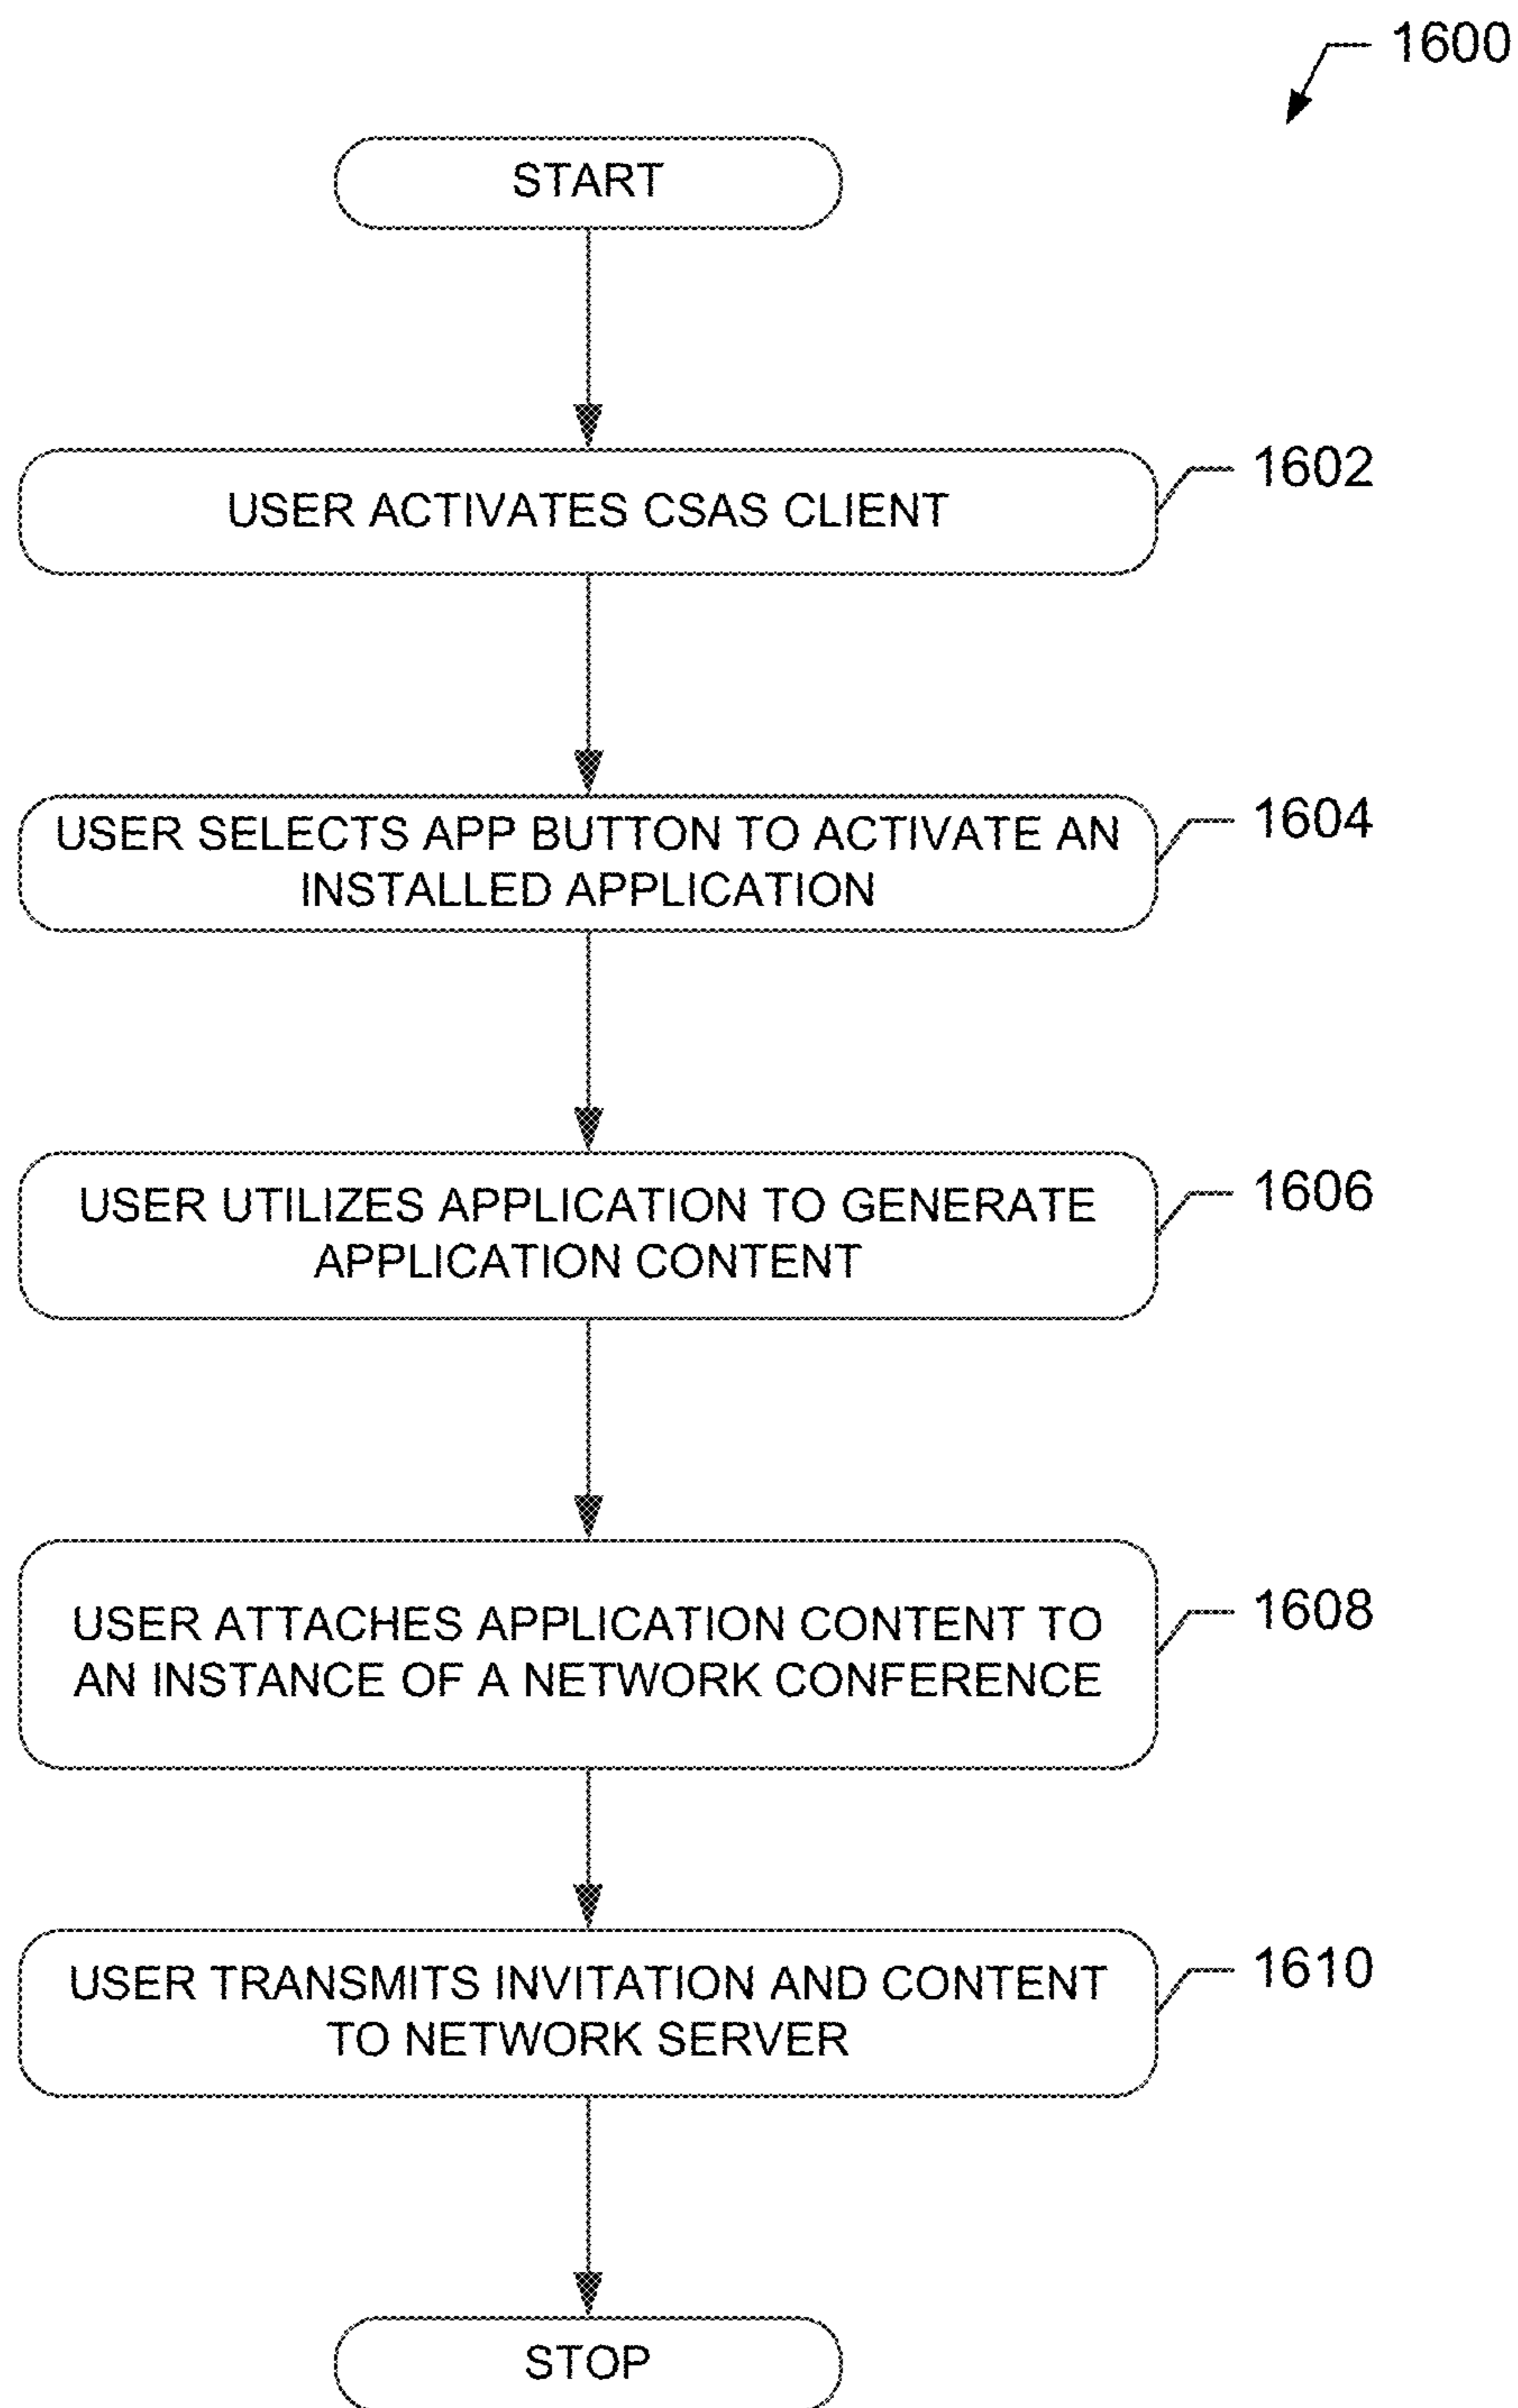 1600
START
USER ACTIVATES CSAS CLIENT
1602
USER SELECTS APP BUTTON TO ACTIVATE AN
INSTALLED APPLICATION
1604
USER UTILIZES APPLICATION TO GENERATE
APPLICATION CONTENT
1606
USER ATTACHES APPLICATION CONTENT TO
AN INSTANCE OF A NETWORK CONFERENCE
1608
USER TRANSMITS INVITATION AND CONTENT
TO NETWORK SERVER
1610
STOP